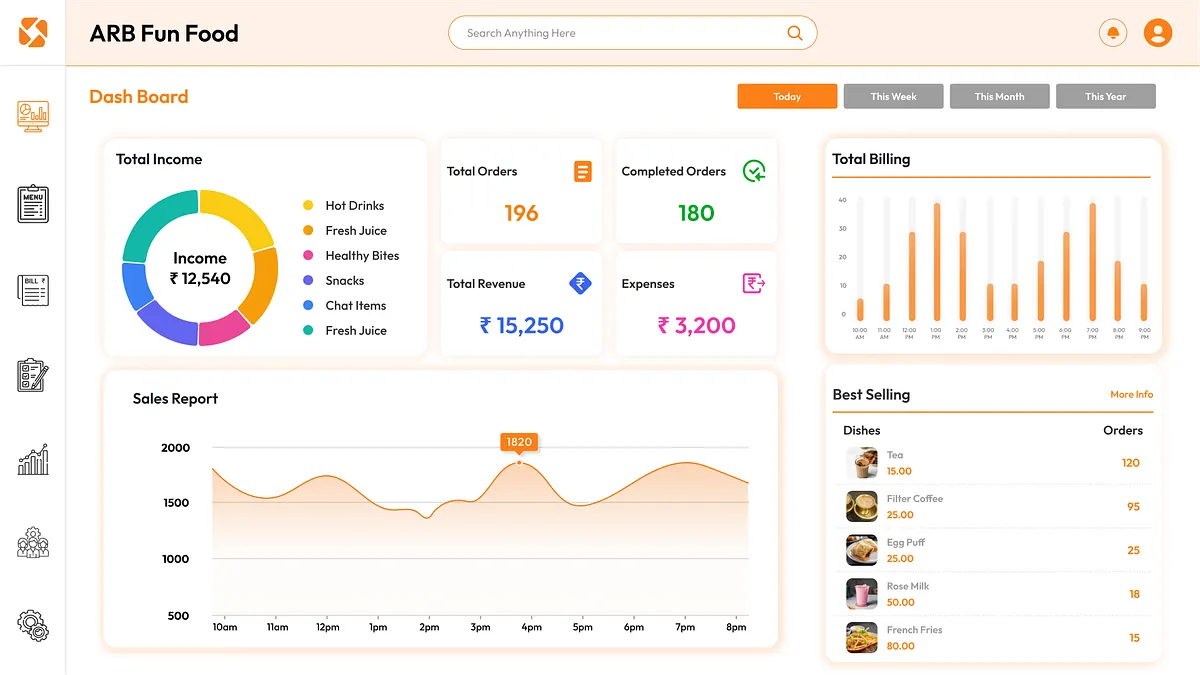 ARB Fun Food
Search Anything Here
Dash Board
Today
This Week
This Month
This Year
MENU
BILL ₹
Total Income
Income
₹ 12,540
Hot Drinks
Fresh Juice
Healthy Bites
Snacks
Chat Items
Fresh Juice
Total Orders
196
Completed Orders
180
Total Revenue
₹ 15,250
Expenses
₹ 3,200
Total Billing
40
30
20
10
0
10:00 AM
11:00 AM
12:00 PM
1:00 PM
2:00 PM
3:00 PM
4:00 PM
5:00 PM
6:00 PM
7:00 PM
8:00 PM
9:00 PM
Sales Report
1820
2000
1500
1000
500
10am
11am
12pm
1pm
2pm
3pm
4pm
5pm
6pm
7pm
8pm
Best Selling
More Info
Dishes
Orders
Tea
15.00
120
Filter Coffee
25.00
95
Egg Puff
25.00
25
Rose Milk
50.00
18
French Fries
80.00
15